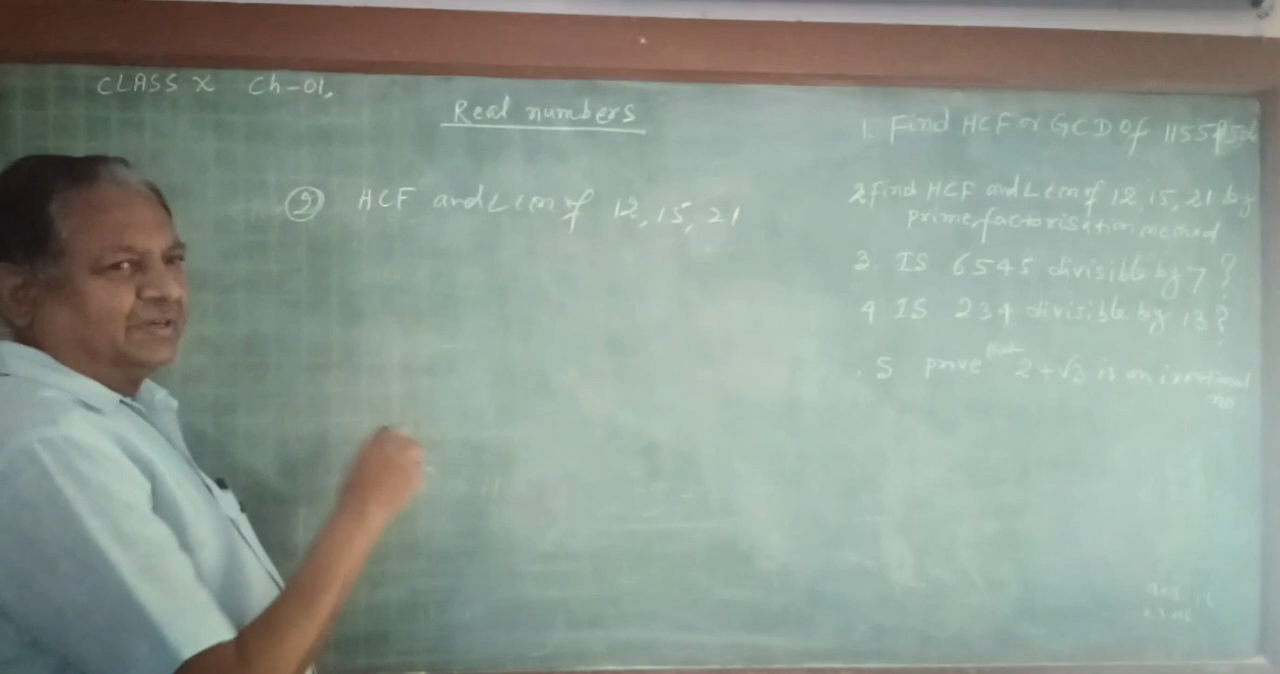 CLASS X Ch-01,
Real numbers
② HCF and LCM of 12, 15, 21
1. Find HCF or GCD Of 1155
2 find HCF and LCM of 12, 15, 21 by
prime factorisation method
3. IS 6545 divisible by 7 ?
4 IS 234 divisible by 13 ?
5 prove that 2+√3 is an irrational
no